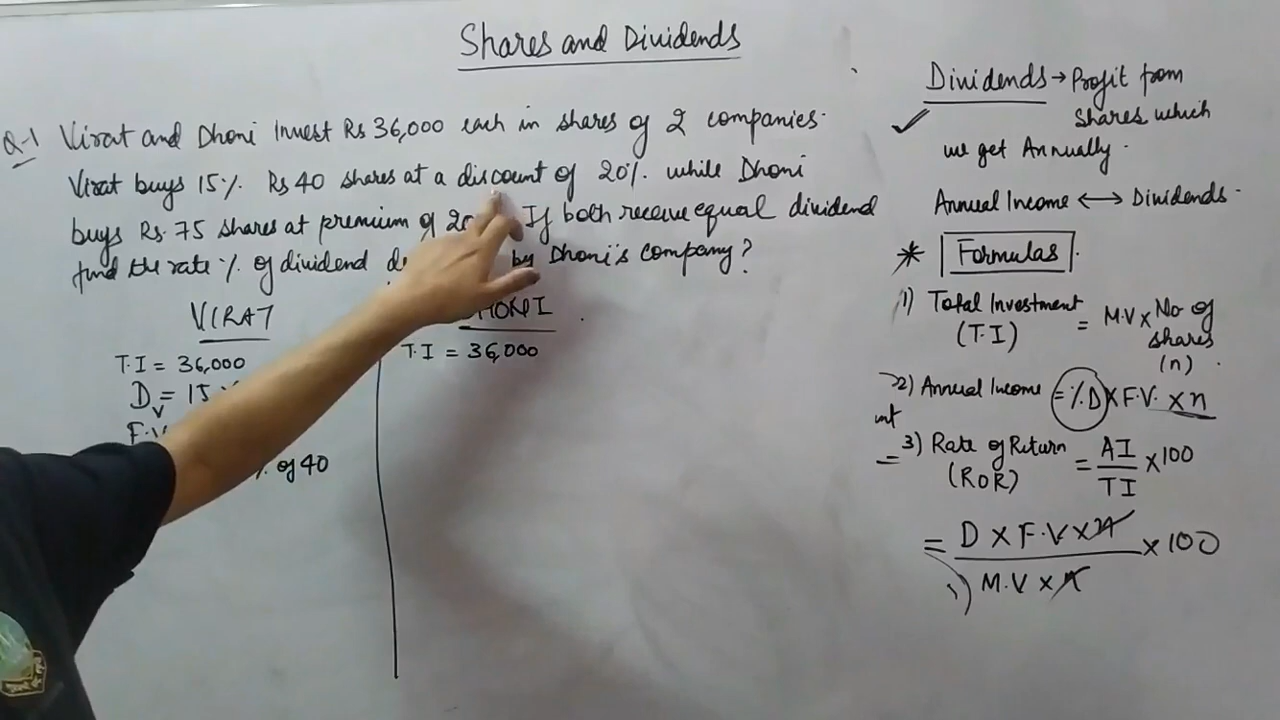 Shares and Dividends
Q-1 Virat and Dhoni Invest Rs 36,000 each in shares of 2 companies.
Virat buys 15% Rs 40 shares at a discount of 20% while Dhoni
buys Rs. 75 shares at premium of 20 If both receive equal dividend
find the rate % of dividend by Dhoni's company?
VIRAT
T.I = 36,000
D_V = 15
F.V
% of 40
DHONI
T.I = 36,000
Dividends → Profit from
shares which
we get Annually.
Annual Income ↔ Dividends.
* Formulas
1) Total Investment = M.V × No of
(T.I) shares
(n)
2) Annual Income = %D × F.V. × n
3) Rate of Return = AI/TI × 100
(ROR)
= D × F.V × n / M.V × n × 100